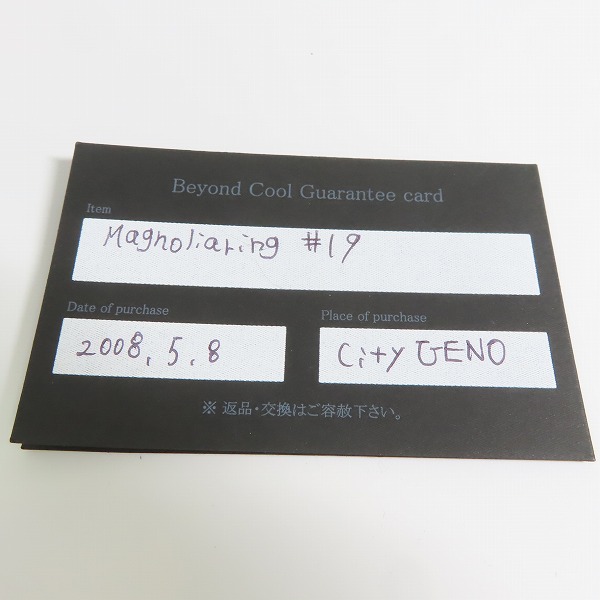 Beyond Cool Guarantee card
Item
Magnoliaring #19
Date of purchase
2008. 5. 8
Place of purchase
City UENO
※ 返品・交換はご容赦下さい。